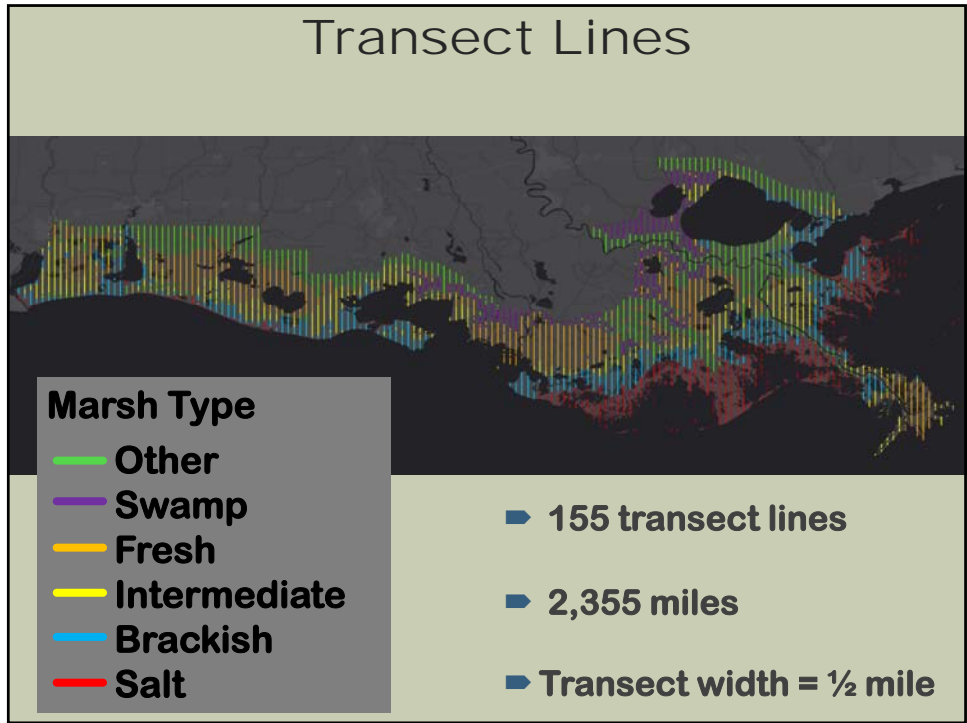 Transect Lines
Marsh Type
Other
Swamp
Fresh
Intermediate
Brackish
Salt
155 transect lines
2,355 miles
Transect width = ½ mile